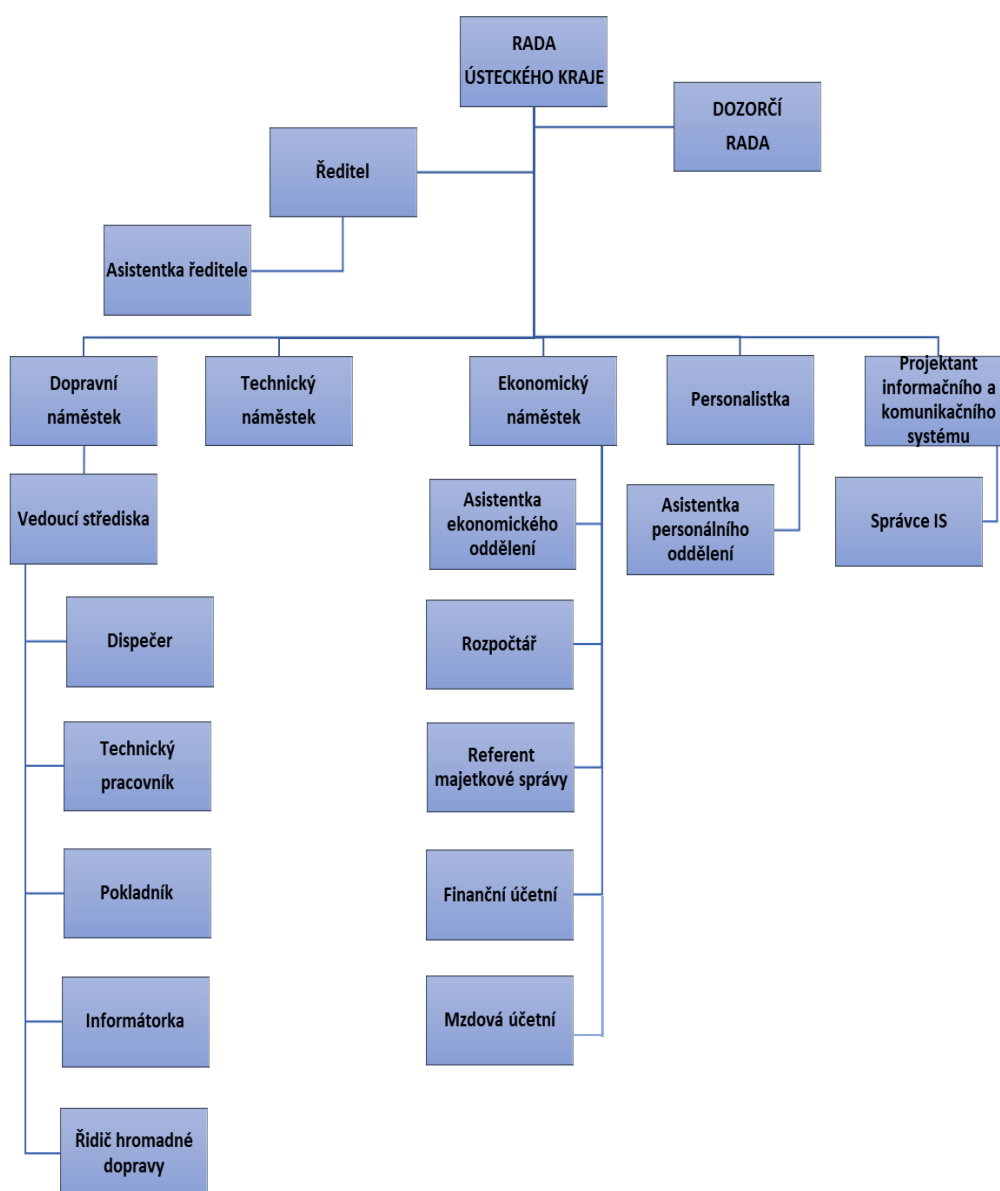 RADA
ÚSTECKÉHO KRAJE
DOZORČÍ
RADA
Ředitel
Asistentka ředitele
Dopravní
náměstek
Technický
náměstek
Ekonomický
náměstek
Personalistka
Projektant
informačního a
komunikačního
systému
Vedoucí střediska
Asistentka
ekonomického
oddělení
Asistentka
personálního
oddělení
Správce IS
Dispečer
Rozpočtář
Technický
pracovník
Referent
majetkové správy
Pokladník
Finanční účetní
Informátorka
Mzdová účetní
Řidič hromadné
dopravy